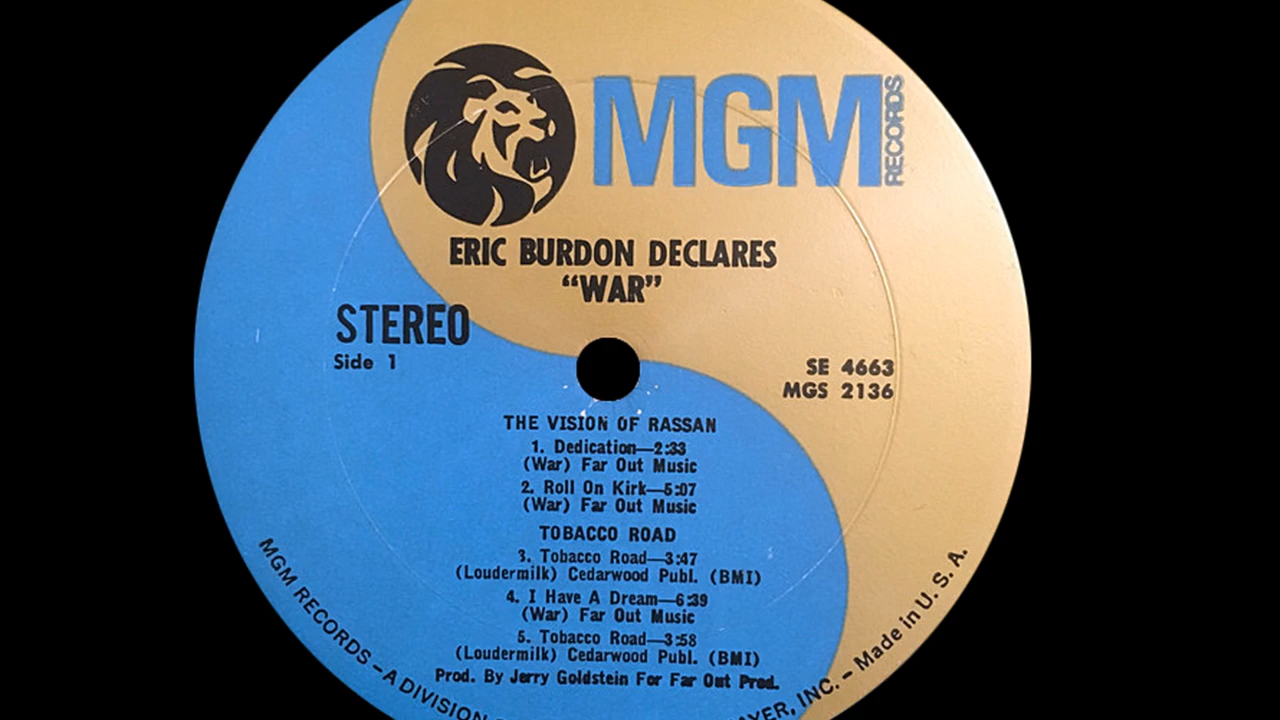 MGM RECORDS
ERIC BURDON DECLARES
“WAR”
STEREO
Side 1
SE 4663
MGS 2136
THE VISION OF RASSAN
1. Dedication—2:33
(War) Far Out Music
2. Roll On Kirk—5:07
(War) Far Out Music
TOBACCO ROAD
3. Tobacco Road—3:47
(Loudermilk) Cedarwood Publ. (BMI)
4. I Have A Dream—6:39
(War) Far Out Music
5. Tobacco Road—3:58
(Loudermilk) Cedarwood Publ. (BMI)
Prod. By Jerry Goldstein For Far Out Prod.
MGM RECORDS – A DIVISION INC. – Made in U. S. A.